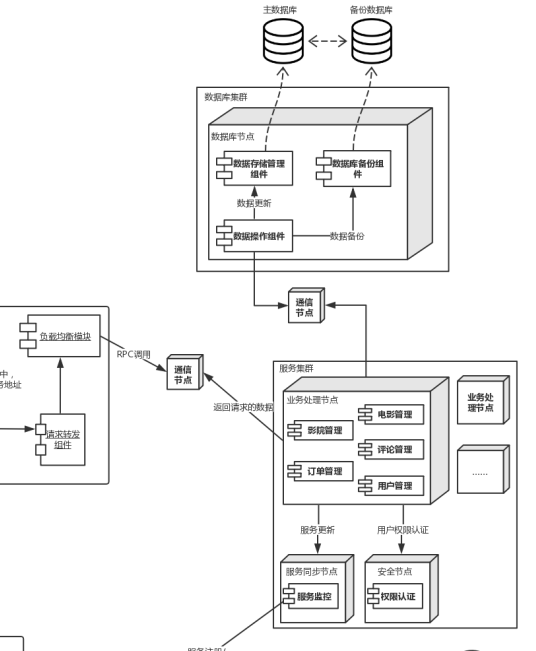 主数据库
备份数据库
数据库集群
数据库节点
数据存储管理
组件
数据库备份组
件
数据更新
数据操作组件
数据备份
通信
节点
负载均衡模块
RPC调用
通信
节点
中，
务地址
请求转发
组件
返回请求的数据
服务集群
业务处理节点
影院管理
订单管理
电影管理
评论管理
用户管理
业务处
理节点
......
服务更新
用户权限认证
服务同步节点
服务监控
安全节点
权限认证